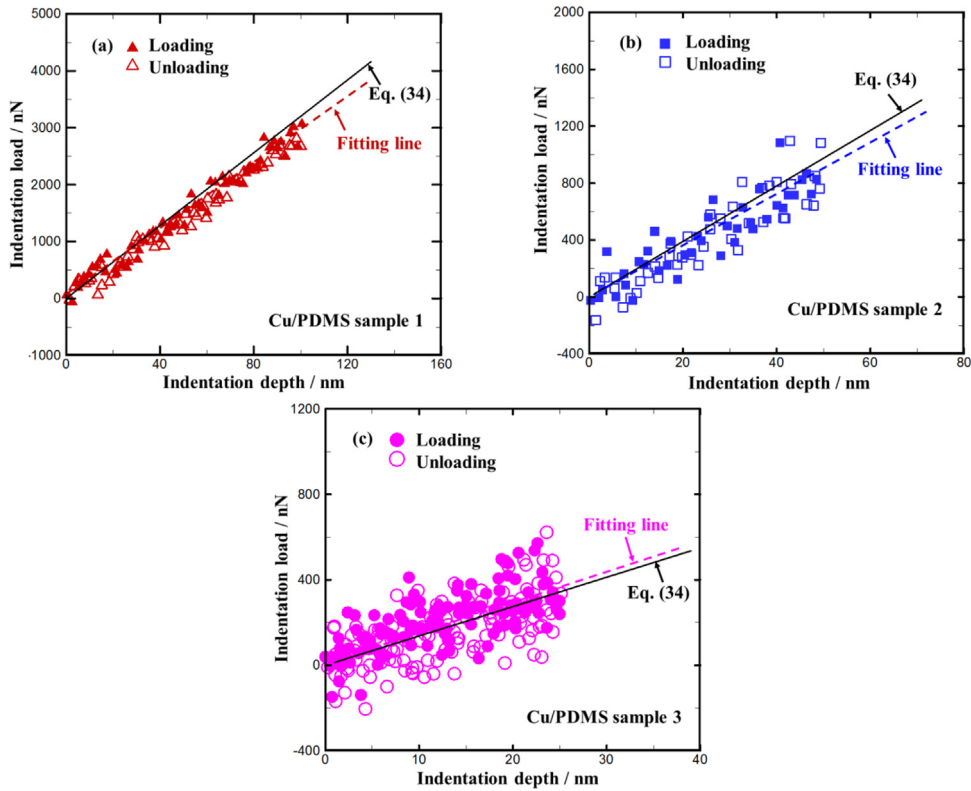 (a)
Loading
Unloading
Eq. (34)
Fitting line
Cu/PDMS sample 1
Indentation load / nN
5000
4000
3000
2000
1000
0
-1000
0
40
80
120
160
Indentation depth / nm
(b)
Loading
Unloading
Eq. (34)
Fitting line
Cu/PDMS sample 2
Indentation load / nN
2000
1600
1200
800
400
0
-400
0
20
40
60
80
Indentation depth / nm
(c)
Loading
Unloading
Fitting line
Eq. (34)
Cu/PDMS sample 3
Indentation load / nN
1200
800
400
0
-400
0
10
20
30
40
Indentation depth / nm